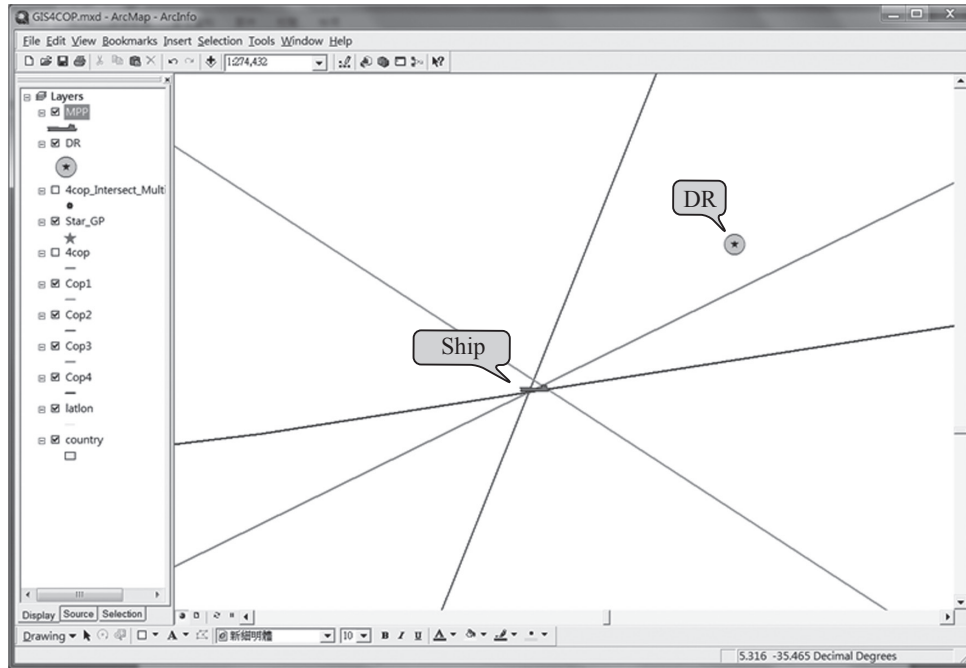 GIS4COP.mxd - ArcMap - ArcInfo
File Edit View Bookmarks Insert Selection Tools Window Help
1:274,432
Layers
MPP
DR
4cop_Intersect_Multi
Star_GP
4cop
Cop1
Cop2
Cop3
Cop4
latlon
country
DR
Ship
Display Source Selection
Drawing A 新細明體 10 B I U A
5.316 -35.465 Decimal Degrees